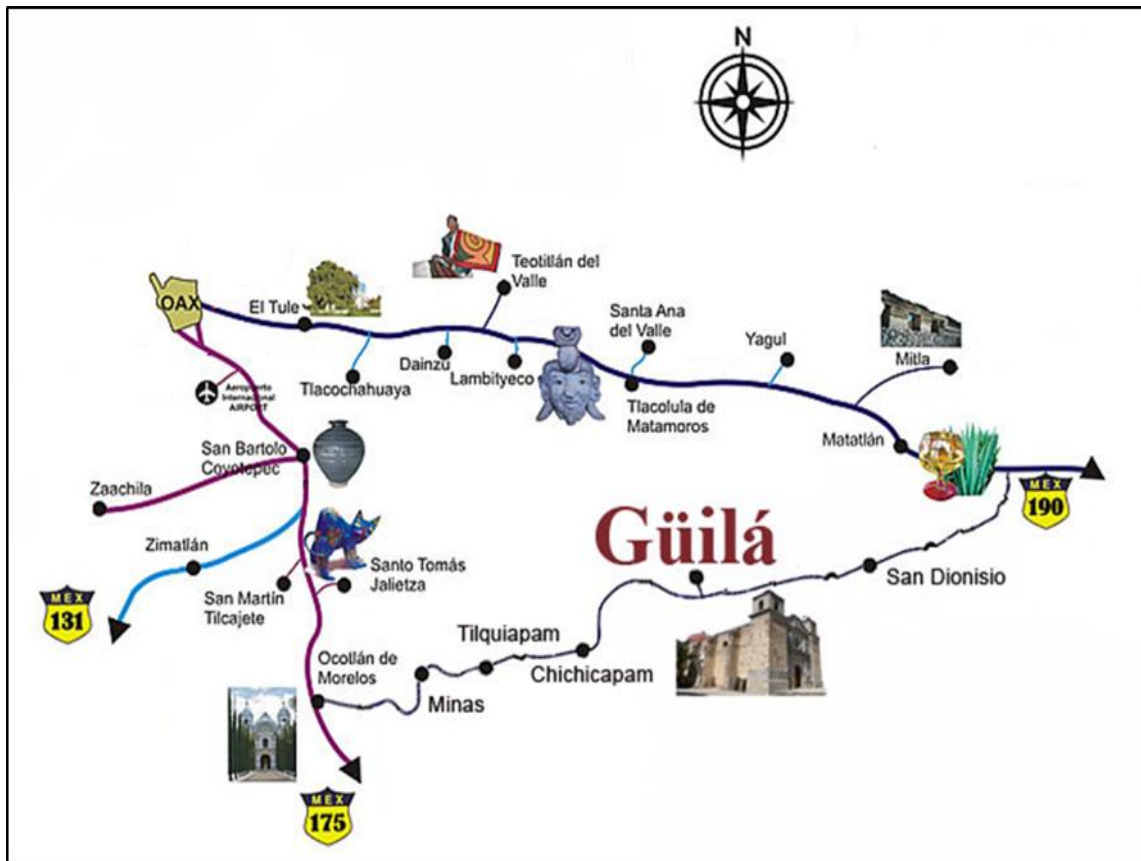 N
OAX
El Tule
Teotitlán del
Valle
Santa Ana
del Valle
Yagul
Mitla
Tlacochahuaya
Dainzú
Lambityeco
Tlacolula de
Matamoros
Matatlán
Aeropuerto
Internacional
AIRPORT
San Bartolo
Coyotepec
Zaachila
MEX
190
Güilá
Zimatlán
San Martín
Tilcajete
Santo Tomás
Jalietza
San Dionisio
MEX
131
Tilquiapam
Chichicapam
Ocotlán de
Morelos
Minas
MEX
175